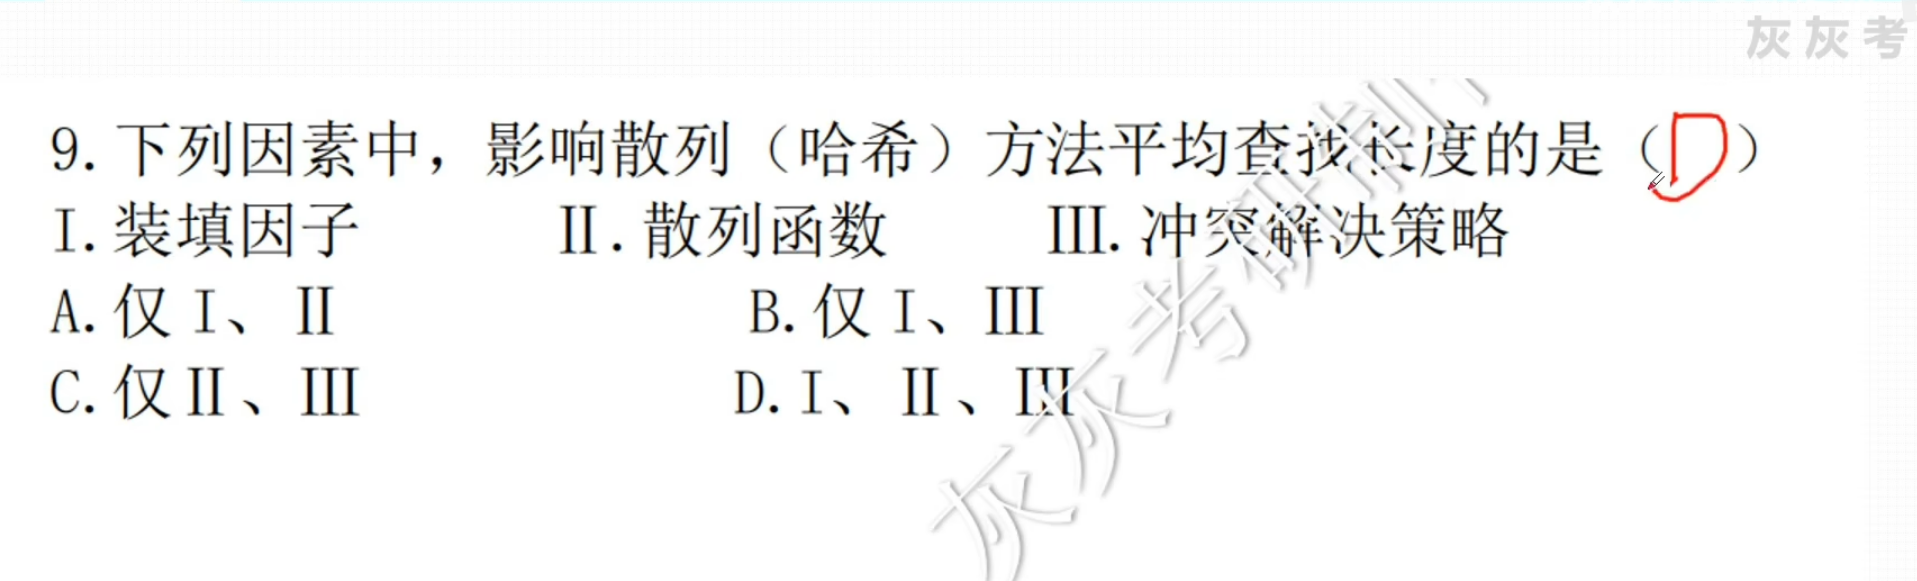 灰灰考
9.下列因素中，影响散列（哈希）方法平均查找长度的是（D）
I.装填因子 II.散列函数 III.冲突解决策略
A.仅 I、II B.仅 I、III
C.仅 II、III D.I、II、III
灰灰考研制作